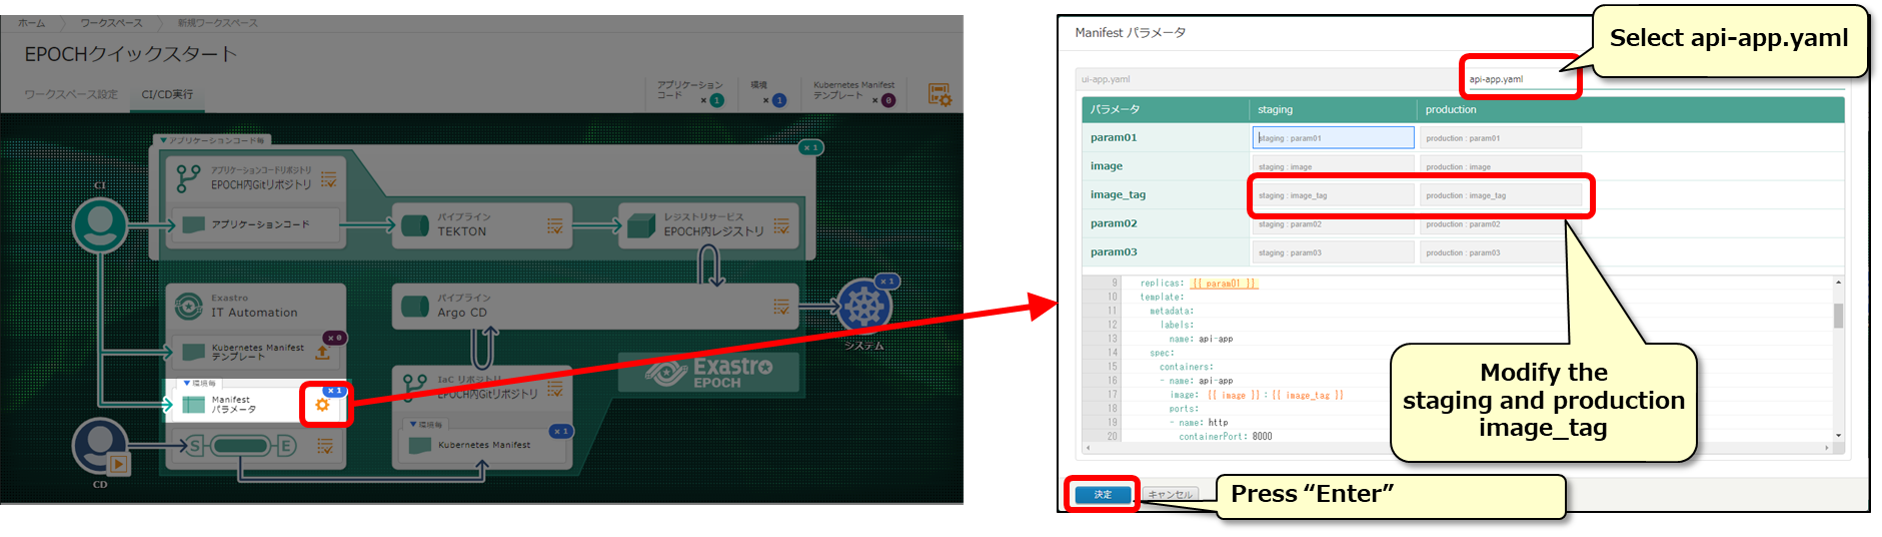 ホーム
ワークスペース
新規ワークスペース
EPOCHクイックスタート
ワークスペース設定
CI/CD実行
アプリケーション
コード ×1
環境
×1
Kubernetes Manifest
テンプレート ×0
▼アプリケーションコード毎
×1
CI
アプリケーションコードリポジトリ
EPOCH内Gitリポジトリ
アプリケーションコード
パイプライン
TEKTON
レジストリサービス
EPOCH内レジストリ
Exastro
IT Automation
パイプライン
Argo CD
×1
システム
Kubernetes Manifest
テンプレート
×0
▼環境毎
Manifest
パラメータ
×1
IaC リポジトリ
EPOCH内Gitリポジトリ
Exastro
EPOCH
▼環境毎
Kubernetes Manifest
×1
S
E
CD
Manifest パラメータ
Select api-app.yaml
ui-app.yaml
api-app.yaml
パラメータ
staging
production
param01
staging : param01
production : param01
image
staging : image
production : image
image_tag
staging : image_tag
production : image_tag
param02
staging : param02
production : param02
param03
staging : param03
production : param03
9 replicas: {{ param01 }}
10 template:
11 metadata:
12 labels:
13 name: api-app
14 spec:
15 containers:
16 - name: api-app
17 image: {{ image }}:{{ image_tag }}
18 ports:
19 - name: http
20 containerPort: 8000
Modify the
staging and production
image_tag
決定
キャンセル
Press “Enter”